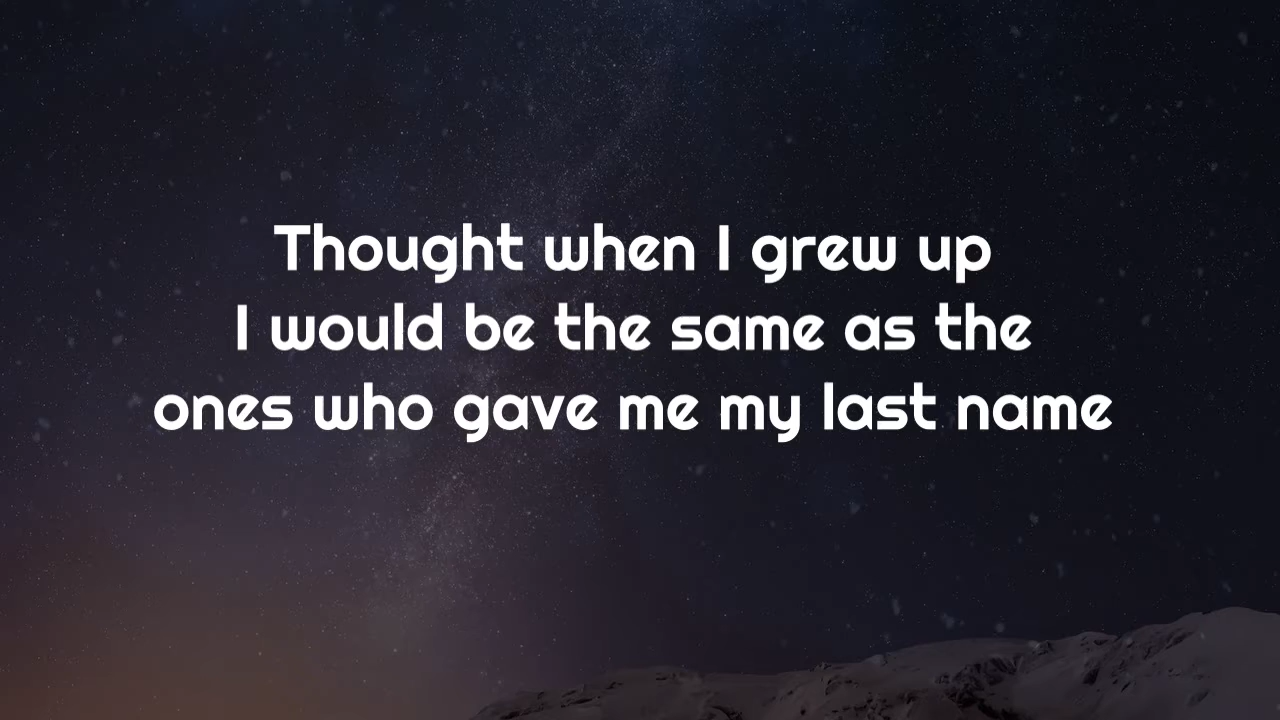 Thought when I grew up
I would be the same as the
ones who gave me my last name